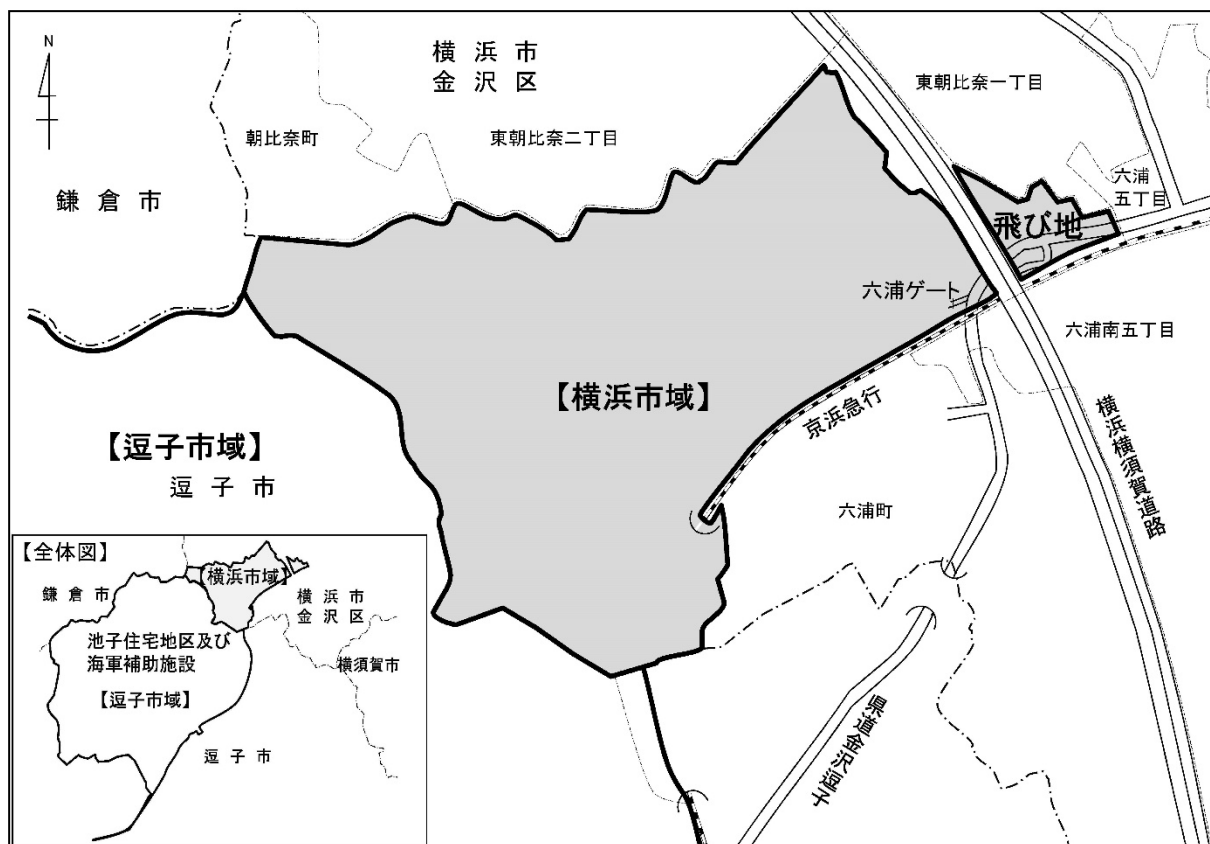 N
横浜市
金沢区
東朝比奈一丁目
朝比奈町
東朝比奈二丁目
鎌倉市
六浦
五丁目
飛び地
六浦ゲート
六浦南五丁目
【横浜市域】
京浜急行
横浜横須賀道路
【逗子市域】
逗子市
六浦町
県道金沢逗子
【全体図】
【横浜市域】
鎌倉市
横浜市
金沢区
池子住宅地区及び
海軍補助施設
横須賀市
【逗子市域】
逗子市